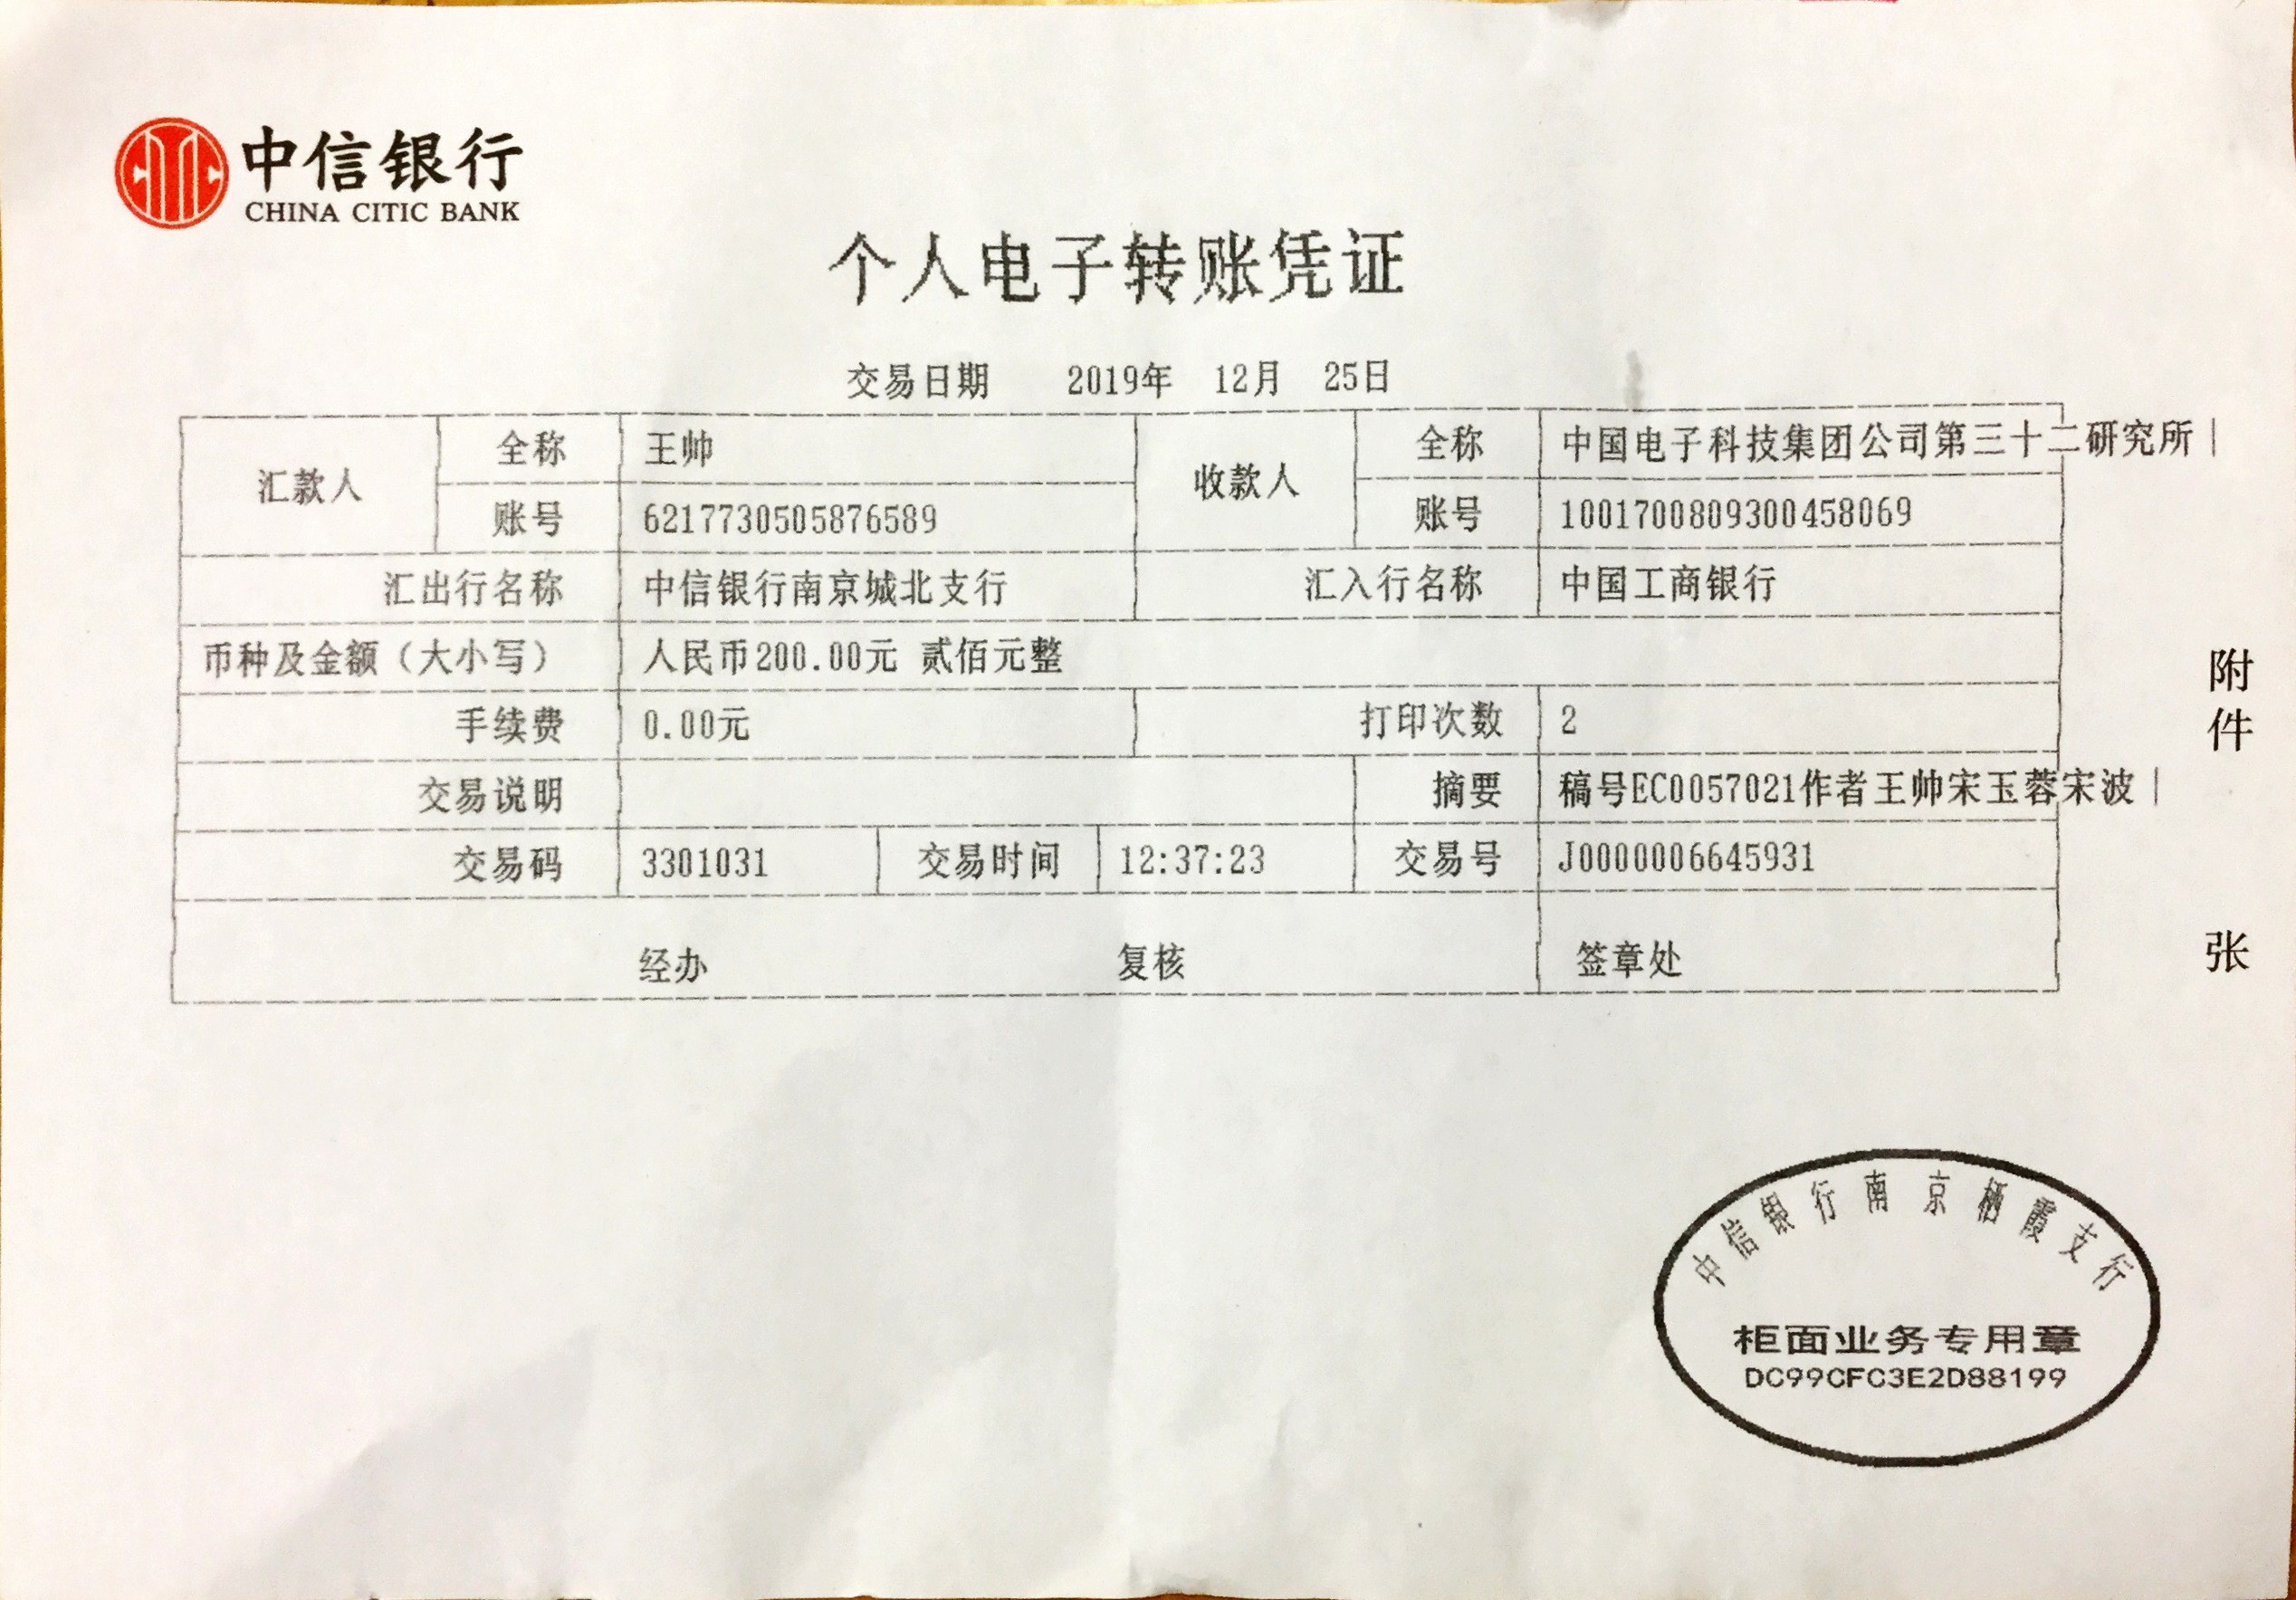 中信银行
CHINA CITIC BANK
个人电子转账凭证
交易日期 2019年 12月 25日
汇款人 全称 王帅 收款人 全称 中国电子科技集团公司第三十二研究所
账号 6217730505876589 账号 1001700809300458069
汇出行名称 中信银行南京城北支行 汇入行名称 中国工商银行
币种及金额（大小写） 人民币200.00元 贰佰元整
手续费 0.00元 打印次数 2
交易说明 摘要 稿号EC0057021作者王帅宋玉蓉宋波
交易码 3301031 交易时间 12:37:23 交易号 J0000006645931
经办 复核 签章处
附件 张
中信银行南京栖霞支行
柜面业务专用章
DC99CFC3E2D88199